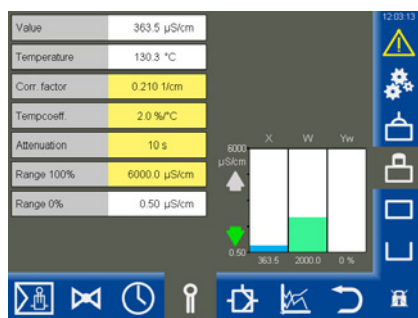 12:03:13
Value 363.5 µS/cm
Temperature 130.3 °C
Corr. factor 0.210 1/cm
Tempcoeff. 2.0 %/°C
Attenuation 10 s
Range 100% 6000.0 µS/cm
Range 0% 0.50 µS/cm
X W Yw
6000
µS/cm
0.50
363.5 2000.0 0 %